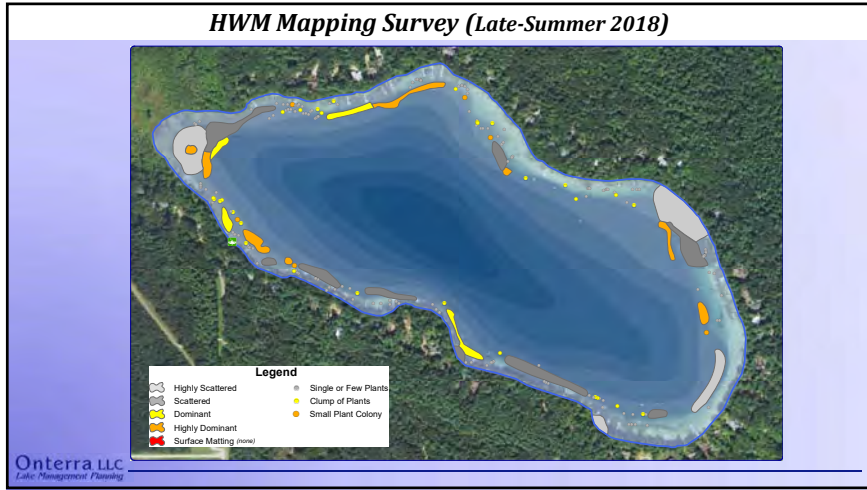 HWM Mapping Survey (Late-Summer 2018)
Legend
Highly Scattered
Scattered
Dominant
Highly Dominant
Surface Matting (none)
Single or Few Plants
Clump of Plants
Small Plant Colony
Onterra LLC
Lake Management Planning